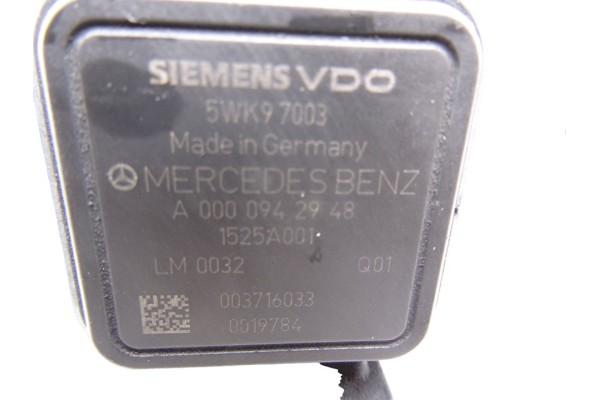 SIEMENS VDO
5WK9 7003
Made in Germany
MERCEDES BENZ
A 000 094 29 48
1525A001
LM 0032 Q01
003716033
0019784